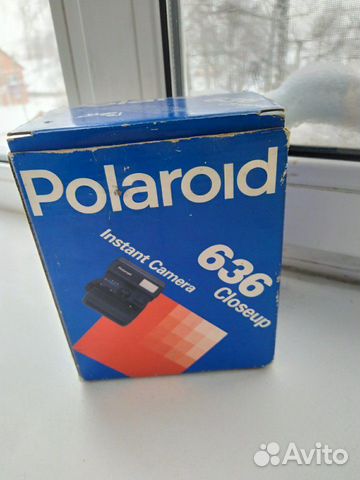 Polaroid
Instant Camera
636
Closeup
Avito